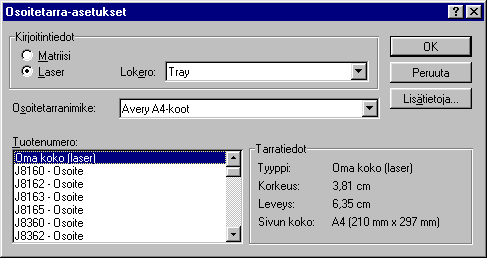 Osoitetarra-asetukset
Kirjoitintiedot
Matriisi
Laser
Lokero: Tray
OK
Peruuta
Lisätietoja...
Osoitetarranimike: Avery A4-koot
Tuotenumero:
Oma koko (laser)
J8160 - Osoite
J8162 - Osoite
J8163 - Osoite
J8165 - Osoite
J8360 - Osoite
J8362 - Osoite
Tarratiedot
Tyyppi: Oma koko (laser)
Korkeus: 3,81 cm
Leveys: 6,35 cm
Sivun koko: A4 (210 mm x 297 mm)